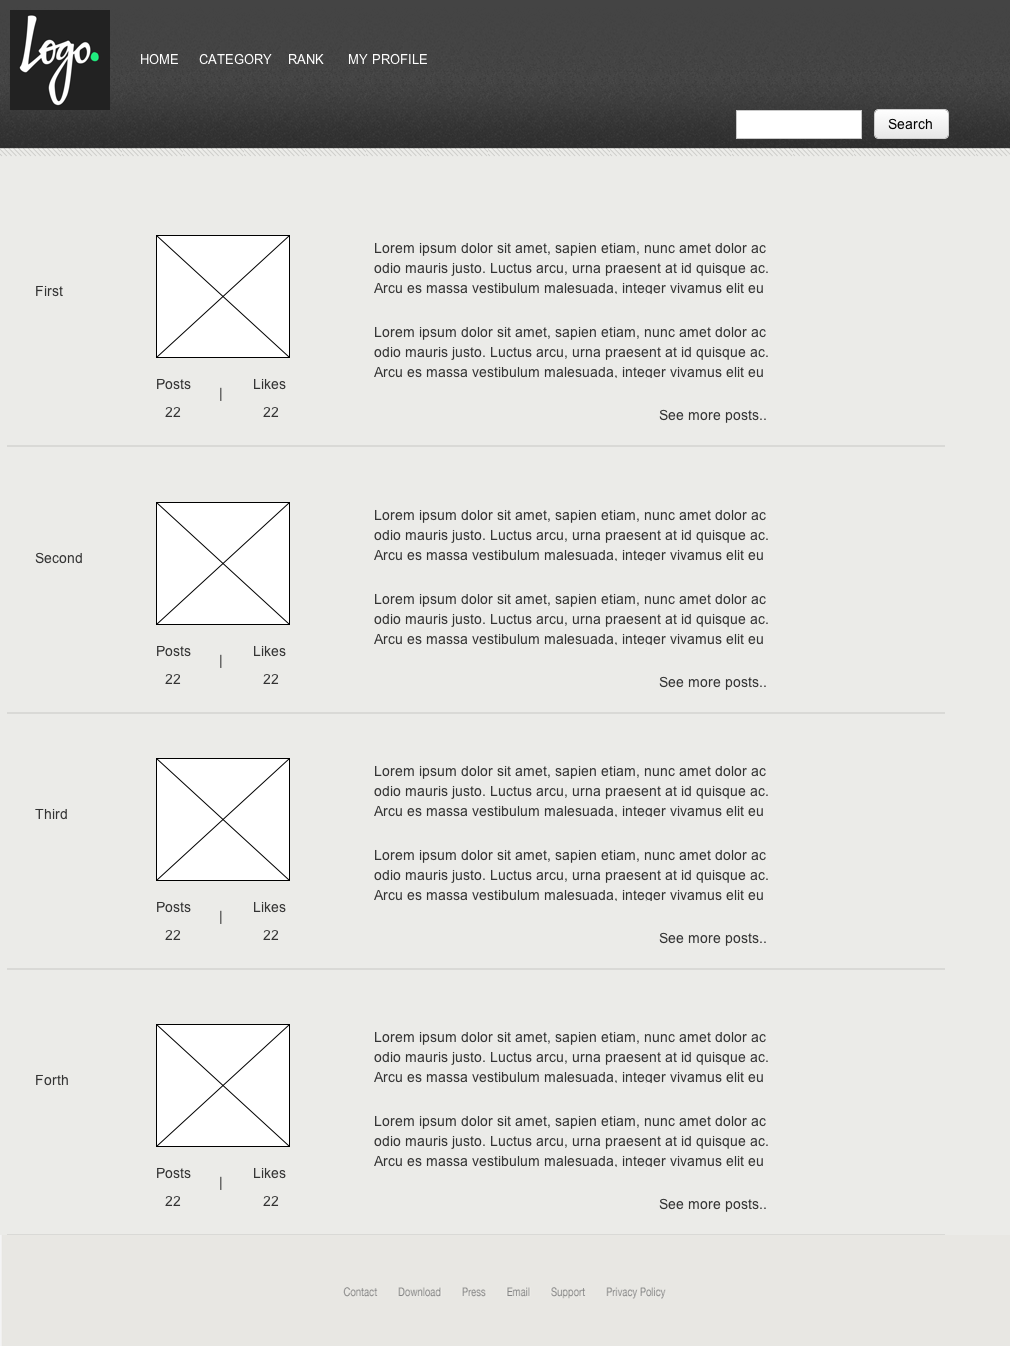 Logo.
HOME CATEGORY RANK MY PROFILE
Search
First
Lorem ipsum dolor sit amet, sapien etiam, nunc amet dolor ac
odio mauris justo. Luctus arcu, urna praesent at id quisque ac.
Arcu es massa vestibulum malesuada, integer vivamus elit eu
Lorem ipsum dolor sit amet, sapien etiam, nunc amet dolor ac
odio mauris justo. Luctus arcu, urna praesent at id quisque ac.
Arcu es massa vestibulum malesuada, integer vivamus elit eu
Posts | Likes
22 22
See more posts..
Second
Lorem ipsum dolor sit amet, sapien etiam, nunc amet dolor ac
odio mauris justo. Luctus arcu, urna praesent at id quisque ac.
Arcu es massa vestibulum malesuada, integer vivamus elit eu
Lorem ipsum dolor sit amet, sapien etiam, nunc amet dolor ac
odio mauris justo. Luctus arcu, urna praesent at id quisque ac.
Arcu es massa vestibulum malesuada, integer vivamus elit eu
Posts | Likes
22 22
See more posts..
Third
Lorem ipsum dolor sit amet, sapien etiam, nunc amet dolor ac
odio mauris justo. Luctus arcu, urna praesent at id quisque ac.
Arcu es massa vestibulum malesuada, integer vivamus elit eu
Lorem ipsum dolor sit amet, sapien etiam, nunc amet dolor ac
odio mauris justo. Luctus arcu, urna praesent at id quisque ac.
Arcu es massa vestibulum malesuada, integer vivamus elit eu
Posts | Likes
22 22
See more posts..
Forth
Lorem ipsum dolor sit amet, sapien etiam, nunc amet dolor ac
odio mauris justo. Luctus arcu, urna praesent at id quisque ac.
Arcu es massa vestibulum malesuada, integer vivamus elit eu
Lorem ipsum dolor sit amet, sapien etiam, nunc amet dolor ac
odio mauris justo. Luctus arcu, urna praesent at id quisque ac.
Arcu es massa vestibulum malesuada, integer vivamus elit eu
Posts | Likes
22 22
See more posts..
Contact Download Press Email Support Privacy Policy